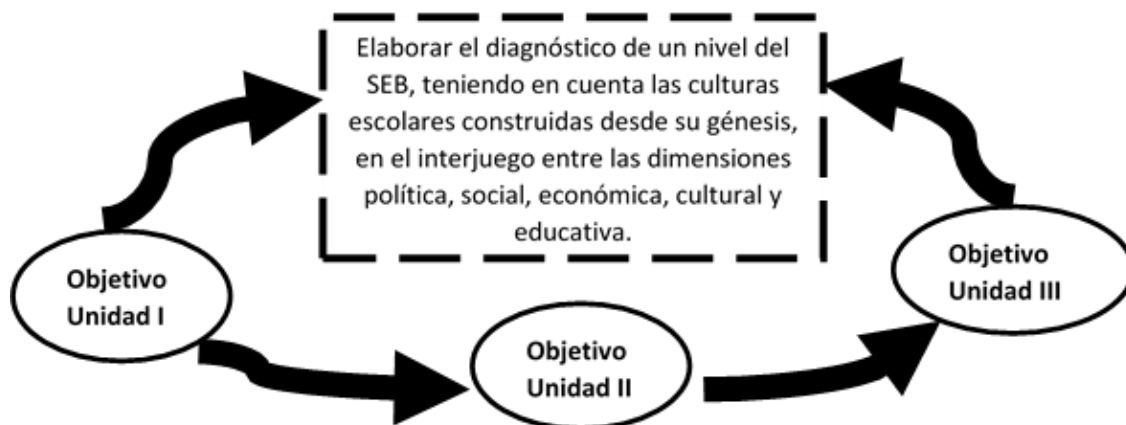 Elaborar el diagnóstico de un nivel del
SEB, teniendo en cuenta las culturas
escolares construidas desde su génesis,
en el interjuego entre las dimensiones
política, social, económica, cultural y
educativa.
Objetivo
Unidad I
Objetivo
Unidad II
Objetivo
Unidad III